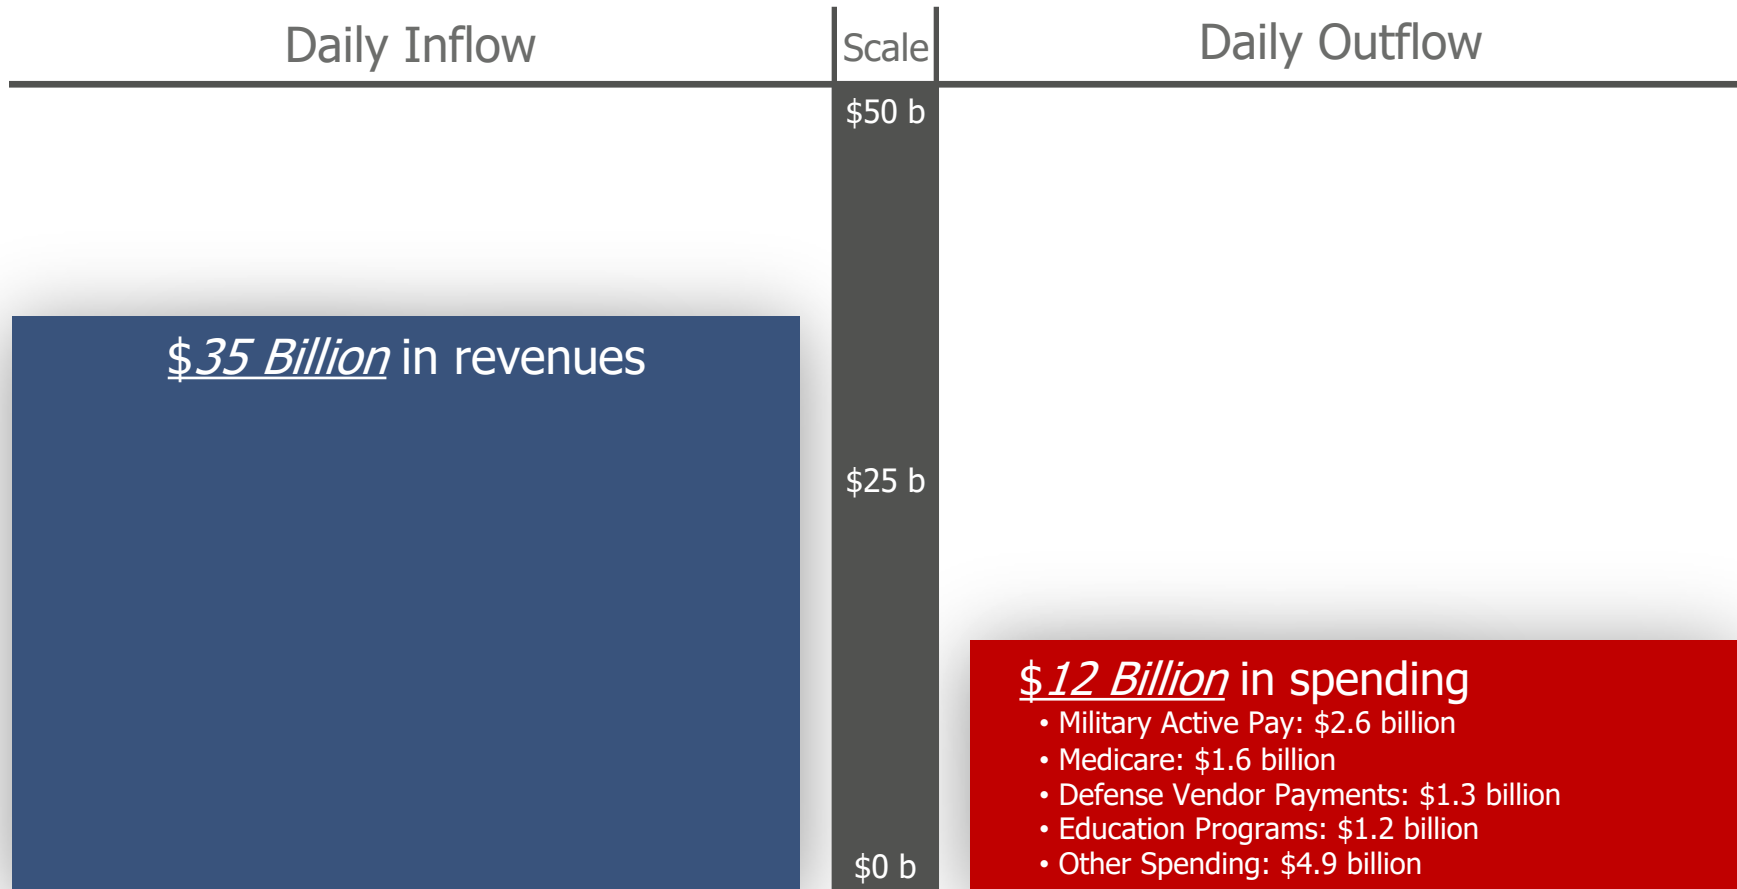 Daily Inflow
Scale
Daily Outflow
$50 b
$35 Billion in revenues
$25 b
$12 Billion in spending
• Military Active Pay: $2.6 billion
• Medicare: $1.6 billion
• Defense Vendor Payments: $1.3 billion
• Education Programs: $1.2 billion
• Other Spending: $4.9 billion
$0 b